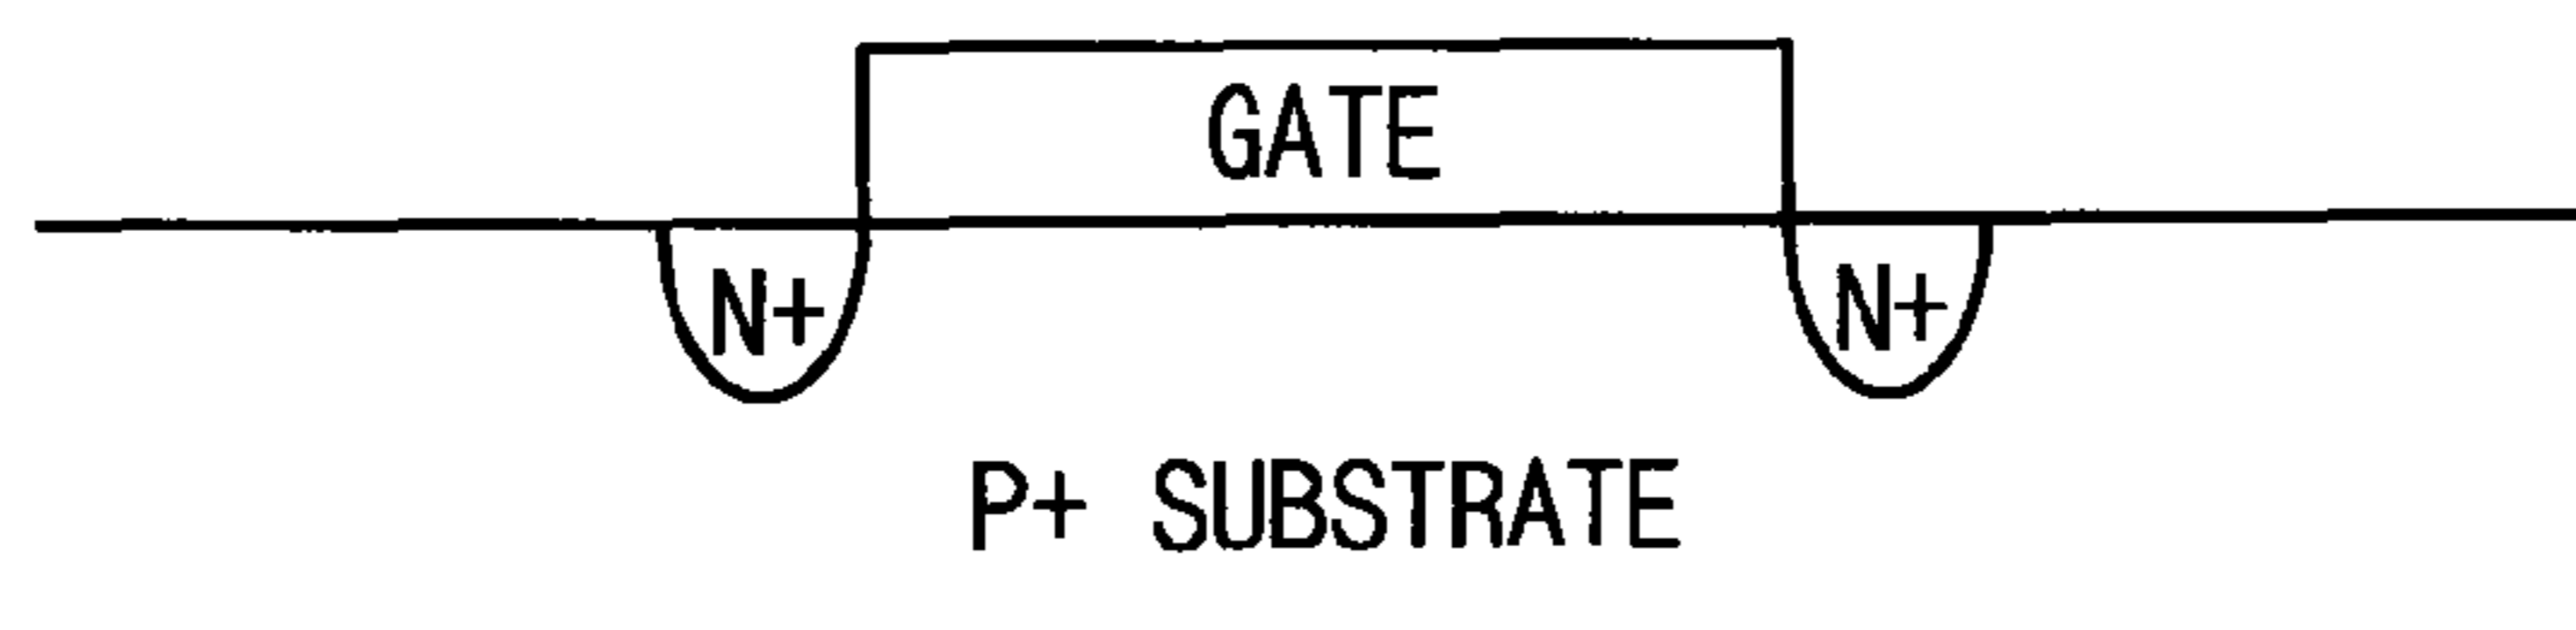 GATE
N+ N+
P+ SUBSTRATE